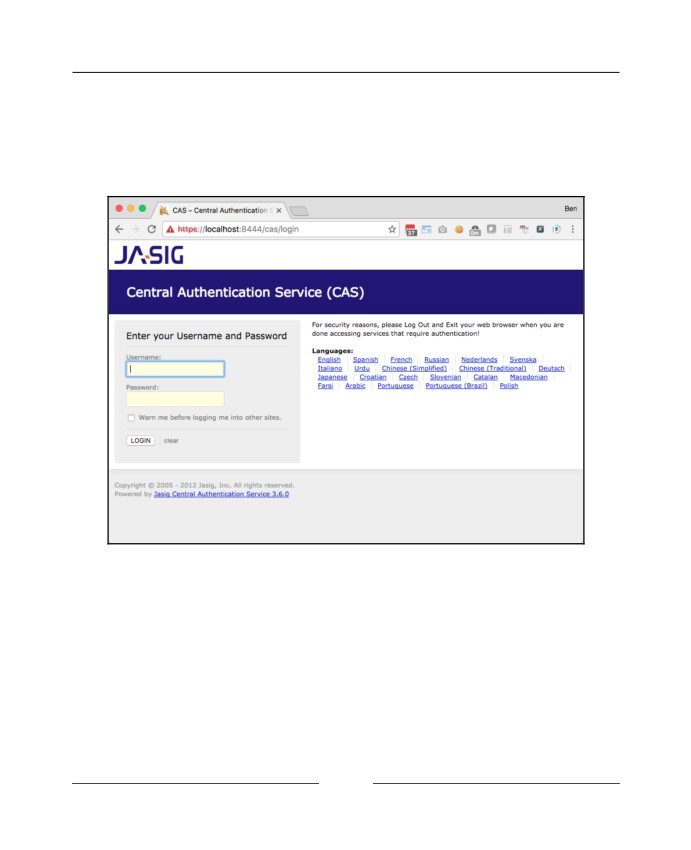 CAS – Central Authentication S
Ben
https://localhost:8444/cas/login
37
JA-SIG
Central Authentication Service (CAS)
Enter your Username and Password
Username:
Password:
Warn me before logging me into other sites.
LOGIN clear
For security reasons, please Log Out and Exit your web browser when you are
done accessing services that require authentication!
Languages:
English Spanish French Russian Nederlands Svenska
Italiano Urdu Chinese (Simplified) Chinese (Traditional) Deutsch
Japanese Croatian Czech Slovenian Catalan Macedonian
Farsi Arabic Portuguese Portuguese (Brazil) Polish
Copyright © 2005 - 2012 Jasig, Inc. All rights reserved.
Powered by Jasig Central Authentication Service 3.6.0